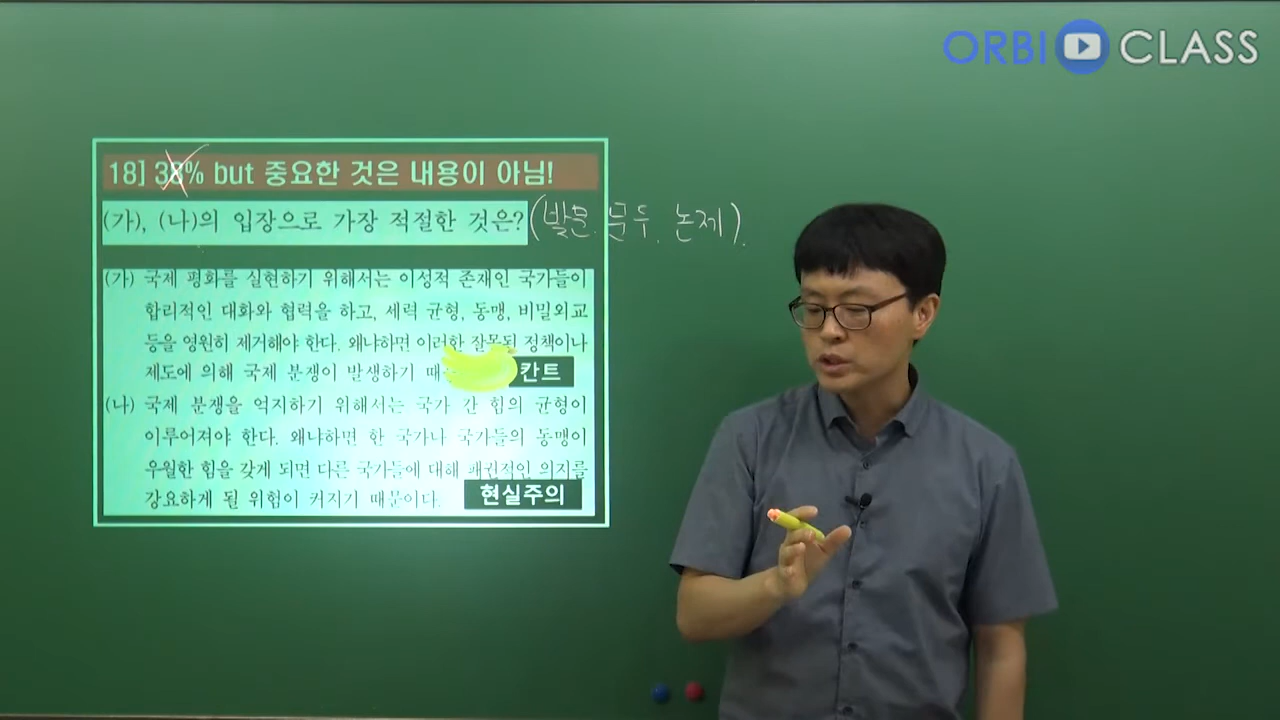 ORBI CLASS
18] 38% but 중요한 것은 내용이 아님!
(가), (나)의 입장으로 가장 적절한 것은? (발문. 문두. 논제).
(가) 국제 평화를 실현하기 위해서는 이성적 존재인 국가들이
합리적인 대화와 협력을 하고, 세력 균형, 동맹, 비밀외교
등을 영원히 제거해야 한다. 왜냐하면 이러한 잘못된 정책이나
제도에 의해 국제 분쟁이 발생하기 때 칸트
(나) 국제 분쟁을 억지하기 위해서는 국가 간 힘의 균형이
이루어져야 한다. 왜냐하면 한 국가나 국가들의 동맹이
우월한 힘을 갖게 되면 다른 국가들에 대해 패권적인 의지를
강요하게 될 위험이 커지기 때문이다. 현실주의